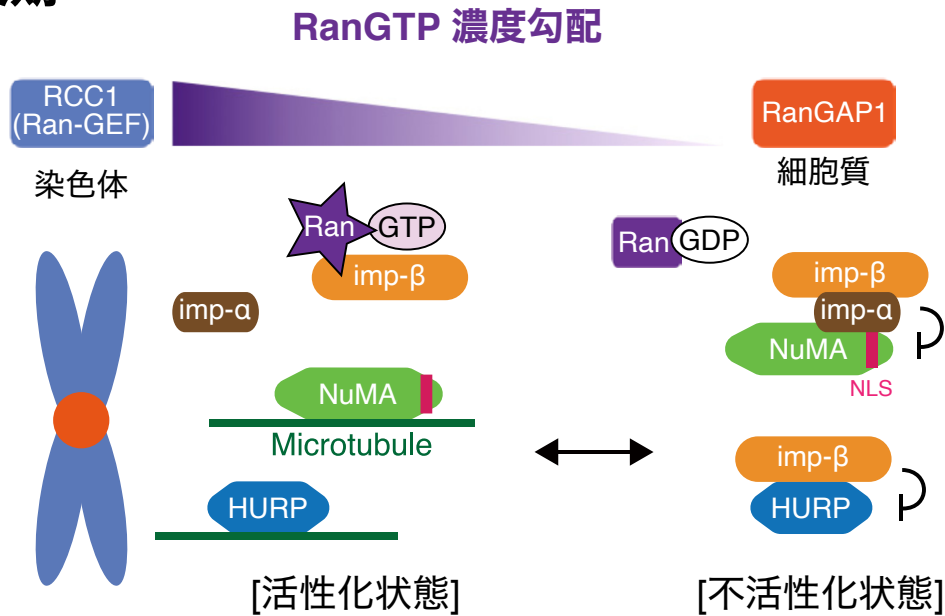 RanGTP 濃度勾配
RCC1
(Ran-GEF)
RanGAP1
染色体
細胞質
Ran
GTP
imp-β
Ran
GDP
imp-β
imp-α
imp-α
NuMA
NLS
NuMA
Microtubule
imp-β
HURP
HURP
[活性化状態]
[不活性化状態]